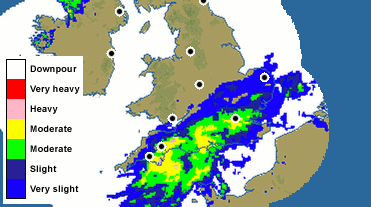 Downpour
Very heavy
Heavy
Moderate
Moderate
Slight
Very slight